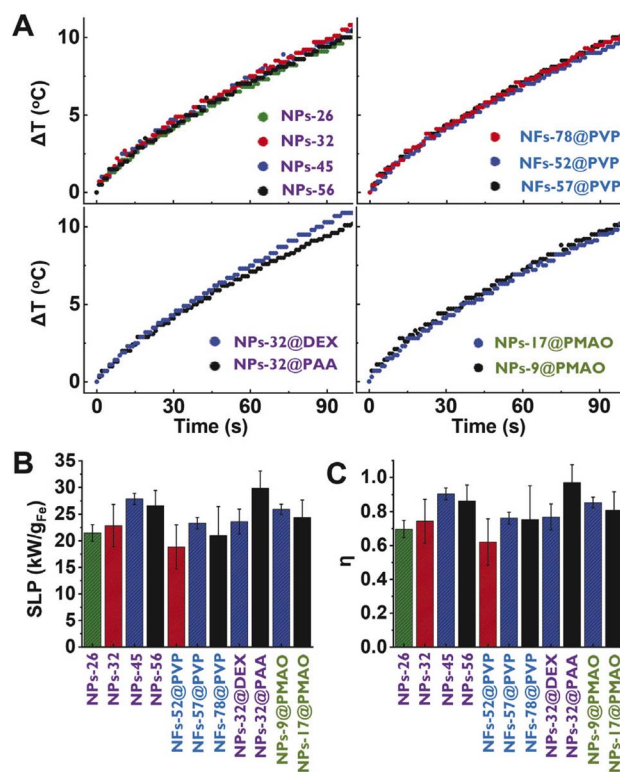 A
10
5
0
ΔT (°C)
NPs-26
NPs-32
NPs-45
NPs-56
NFs-78@PVP
NFs-52@PVP
NFs-57@PVP
10
5
0
ΔT (°C)
NPs-32@DEX
NPs-32@PAA
NPs-17@PMAO
NPs-9@PMAO
0 30 60 90
0 30 60 90
Time (s)
Time (s)
B
35
30
25
20
15
10
5
0
SLP (kW/gFe)
NPs-26
NPs-32
NPs-45
NPs-56
NFs-52@PVP
NFs-57@PVP
NFs-78@PVP
NPs-32@DEX
NPs-32@PAA
NPs-9@PMAO
NPs-17@PMAO
C
1.0
0.8
0.6
0.4
0.2
0.0
η
NPs-26
NPs-32
NPs-45
NPs-56
NFs-52@PVP
NFs-57@PVP
NFs-78@PVP
NPs-32@DEX
NPs-32@PAA
NPs-9@PMAO
NPs-17@PMAO